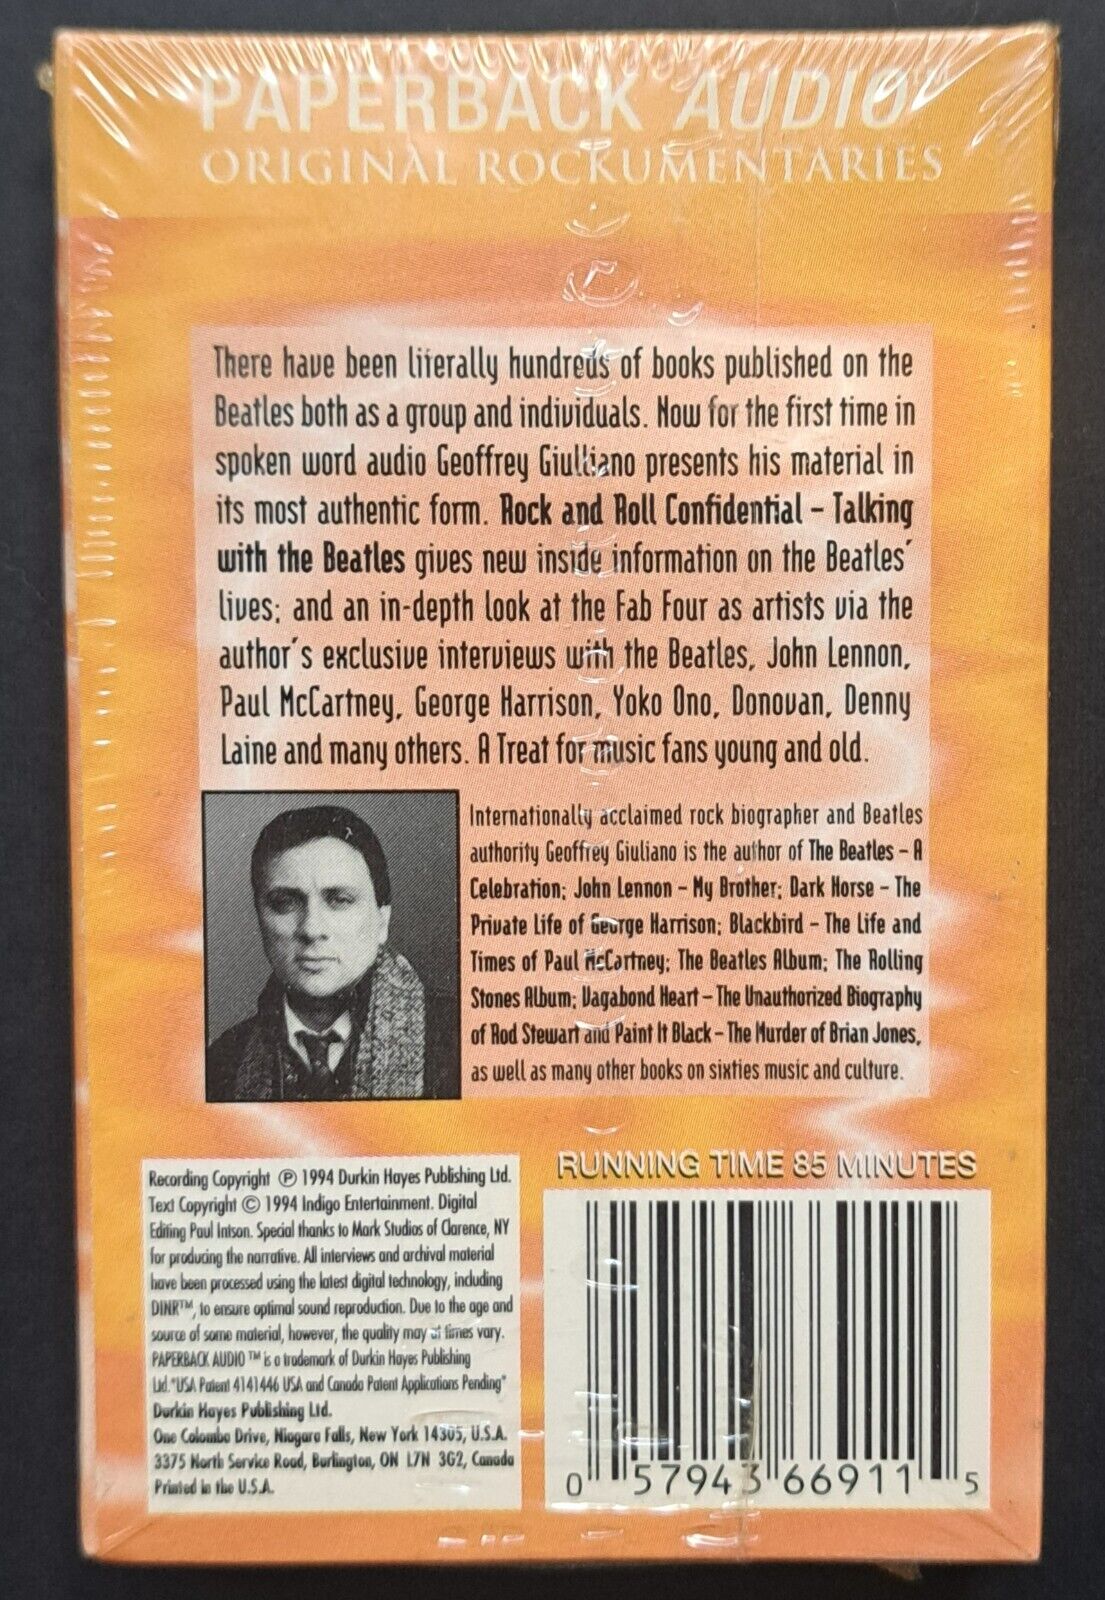 PAPERBACK AUDIO™
ORIGINAL ROCKUMENTARIES
There have been literally hundreds of books published on the
Beatles both as a group and individuals. Now for the first time in
spoken word audio Geoffrey Giulliano presents his material in
its most authentic form. Rock and Roll Confidential – Talking
with the Beatles gives new inside information on the Beatles'
lives; and an in-depth look at the Fab Four as artists via the
author's exclusive interviews with the Beatles, John Lennon,
Paul McCartney, George Harrison, Yoko Ono, Donovan, Denny
Laine and many others. A Treat for music fans young and old.
Internationally acclaimed rock biographer and Beatles
authority Geoffrey Giuliano is the author of The Beatles – A
Celebration; John Lennon – My Brother; Dark Horse – The
Private Life of George Harrison; Blackbird – The Life and
Times of Paul McCartney; The Beatles Album; The Rolling
Stones Album; Vagabond Heart – The Unauthorized Biography
of Rod Stewart and Paint It Black – The Murder of Brian Jones,
as well as many other books on sixties music and culture.
Recording Copyright ℗ 1994 Durkin Hayes Publishing Ltd.
Text Copyright © 1994 Indigo Entertainment. Digital
Editing Paul Intson. Special thanks to Mark Studios of Clarence, NY
for producing the narrative. All interviews and archival material
have been processed using the latest digital technology, including
DINR™, to ensure optimal sound reproduction. Due to the age and
source of some material, however, the quality may at times vary.
PAPERBACK AUDIO ™ is a trademark of Durkin Hayes Publishing
Ltd. "USA Patent 4141446 USA and Canada Patent Applications Pending"
Durkin Hayes Publishing Ltd.
One Colomba Drive, Niagara Falls, New York 14305, U.S.A.
3375 North Service Road, Burlington, ON L7N 3G2, Canada
Printed in the U.S.A.
RUNNING TIME 85 MINUTES
0 57943 66911 5